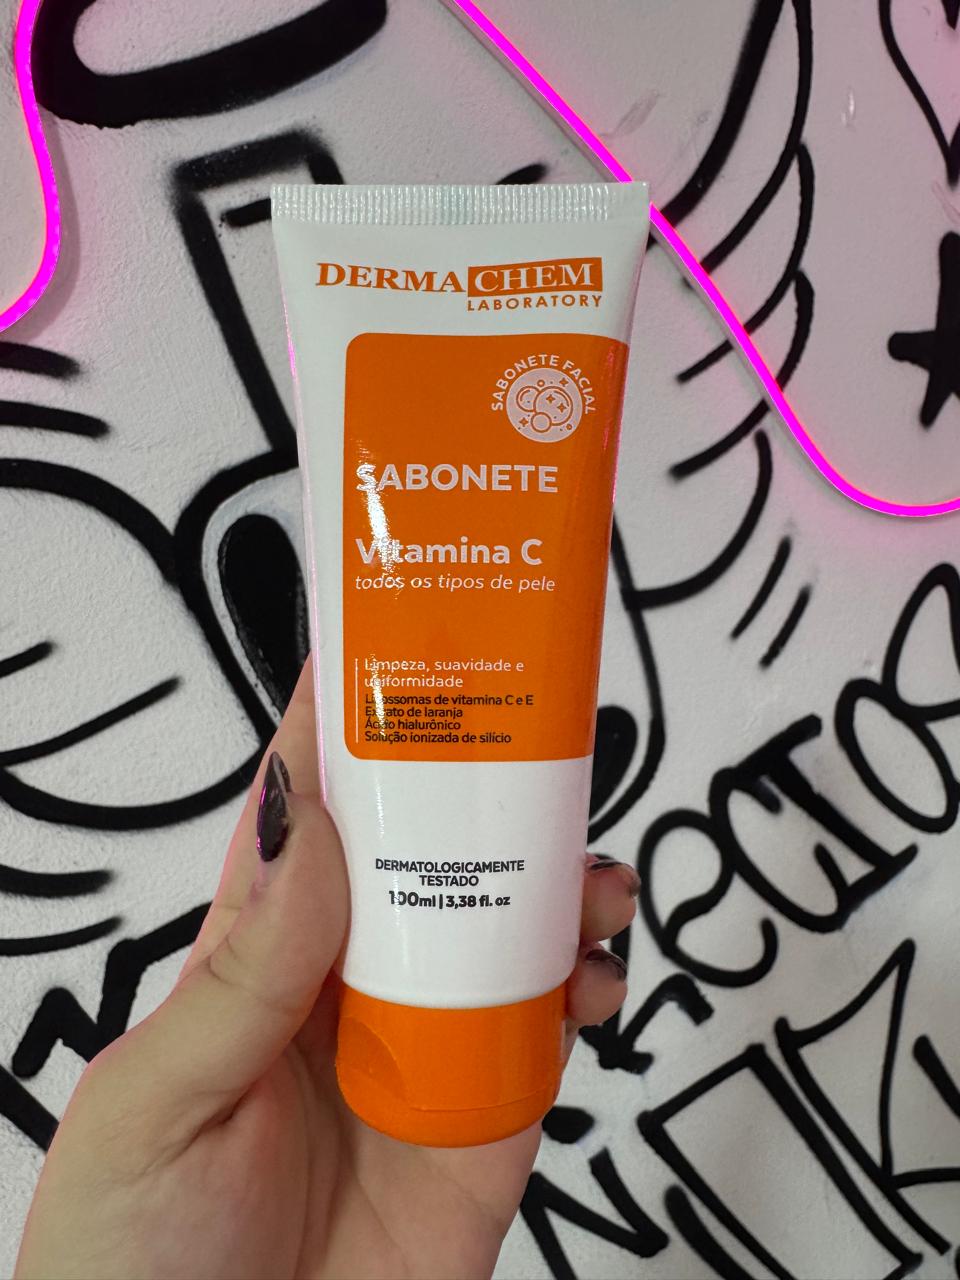 DERMA CHEM
LABORATORY
SABONETE FACIAL
SABONETE
Vitamina C
todos os tipos de pele
Limpeza, suavidade e
uniformidade
Lipossomas de vitamina C e E
Extrato de laranja
Ácido hialurônico
Solução ionizada de silício
DERMATOLOGICAMENTE
TESTADO
100ml | 3,38 fl. oz